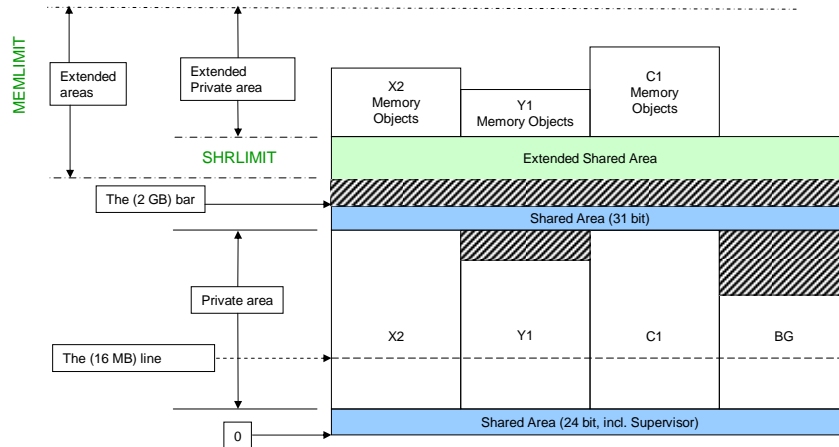 MEMLIMIT
Extended
areas
Extended
Private area
X2
Memory
Objects
Y1
Memory Objects
C1
Memory
Objects
SHRLIMIT
Extended Shared Area
The (2 GB) bar
Shared Area (31 bit)
Private area
X2
Y1
C1
BG
The (16 MB) line
Shared Area (24 bit, incl. Supervisor)
0